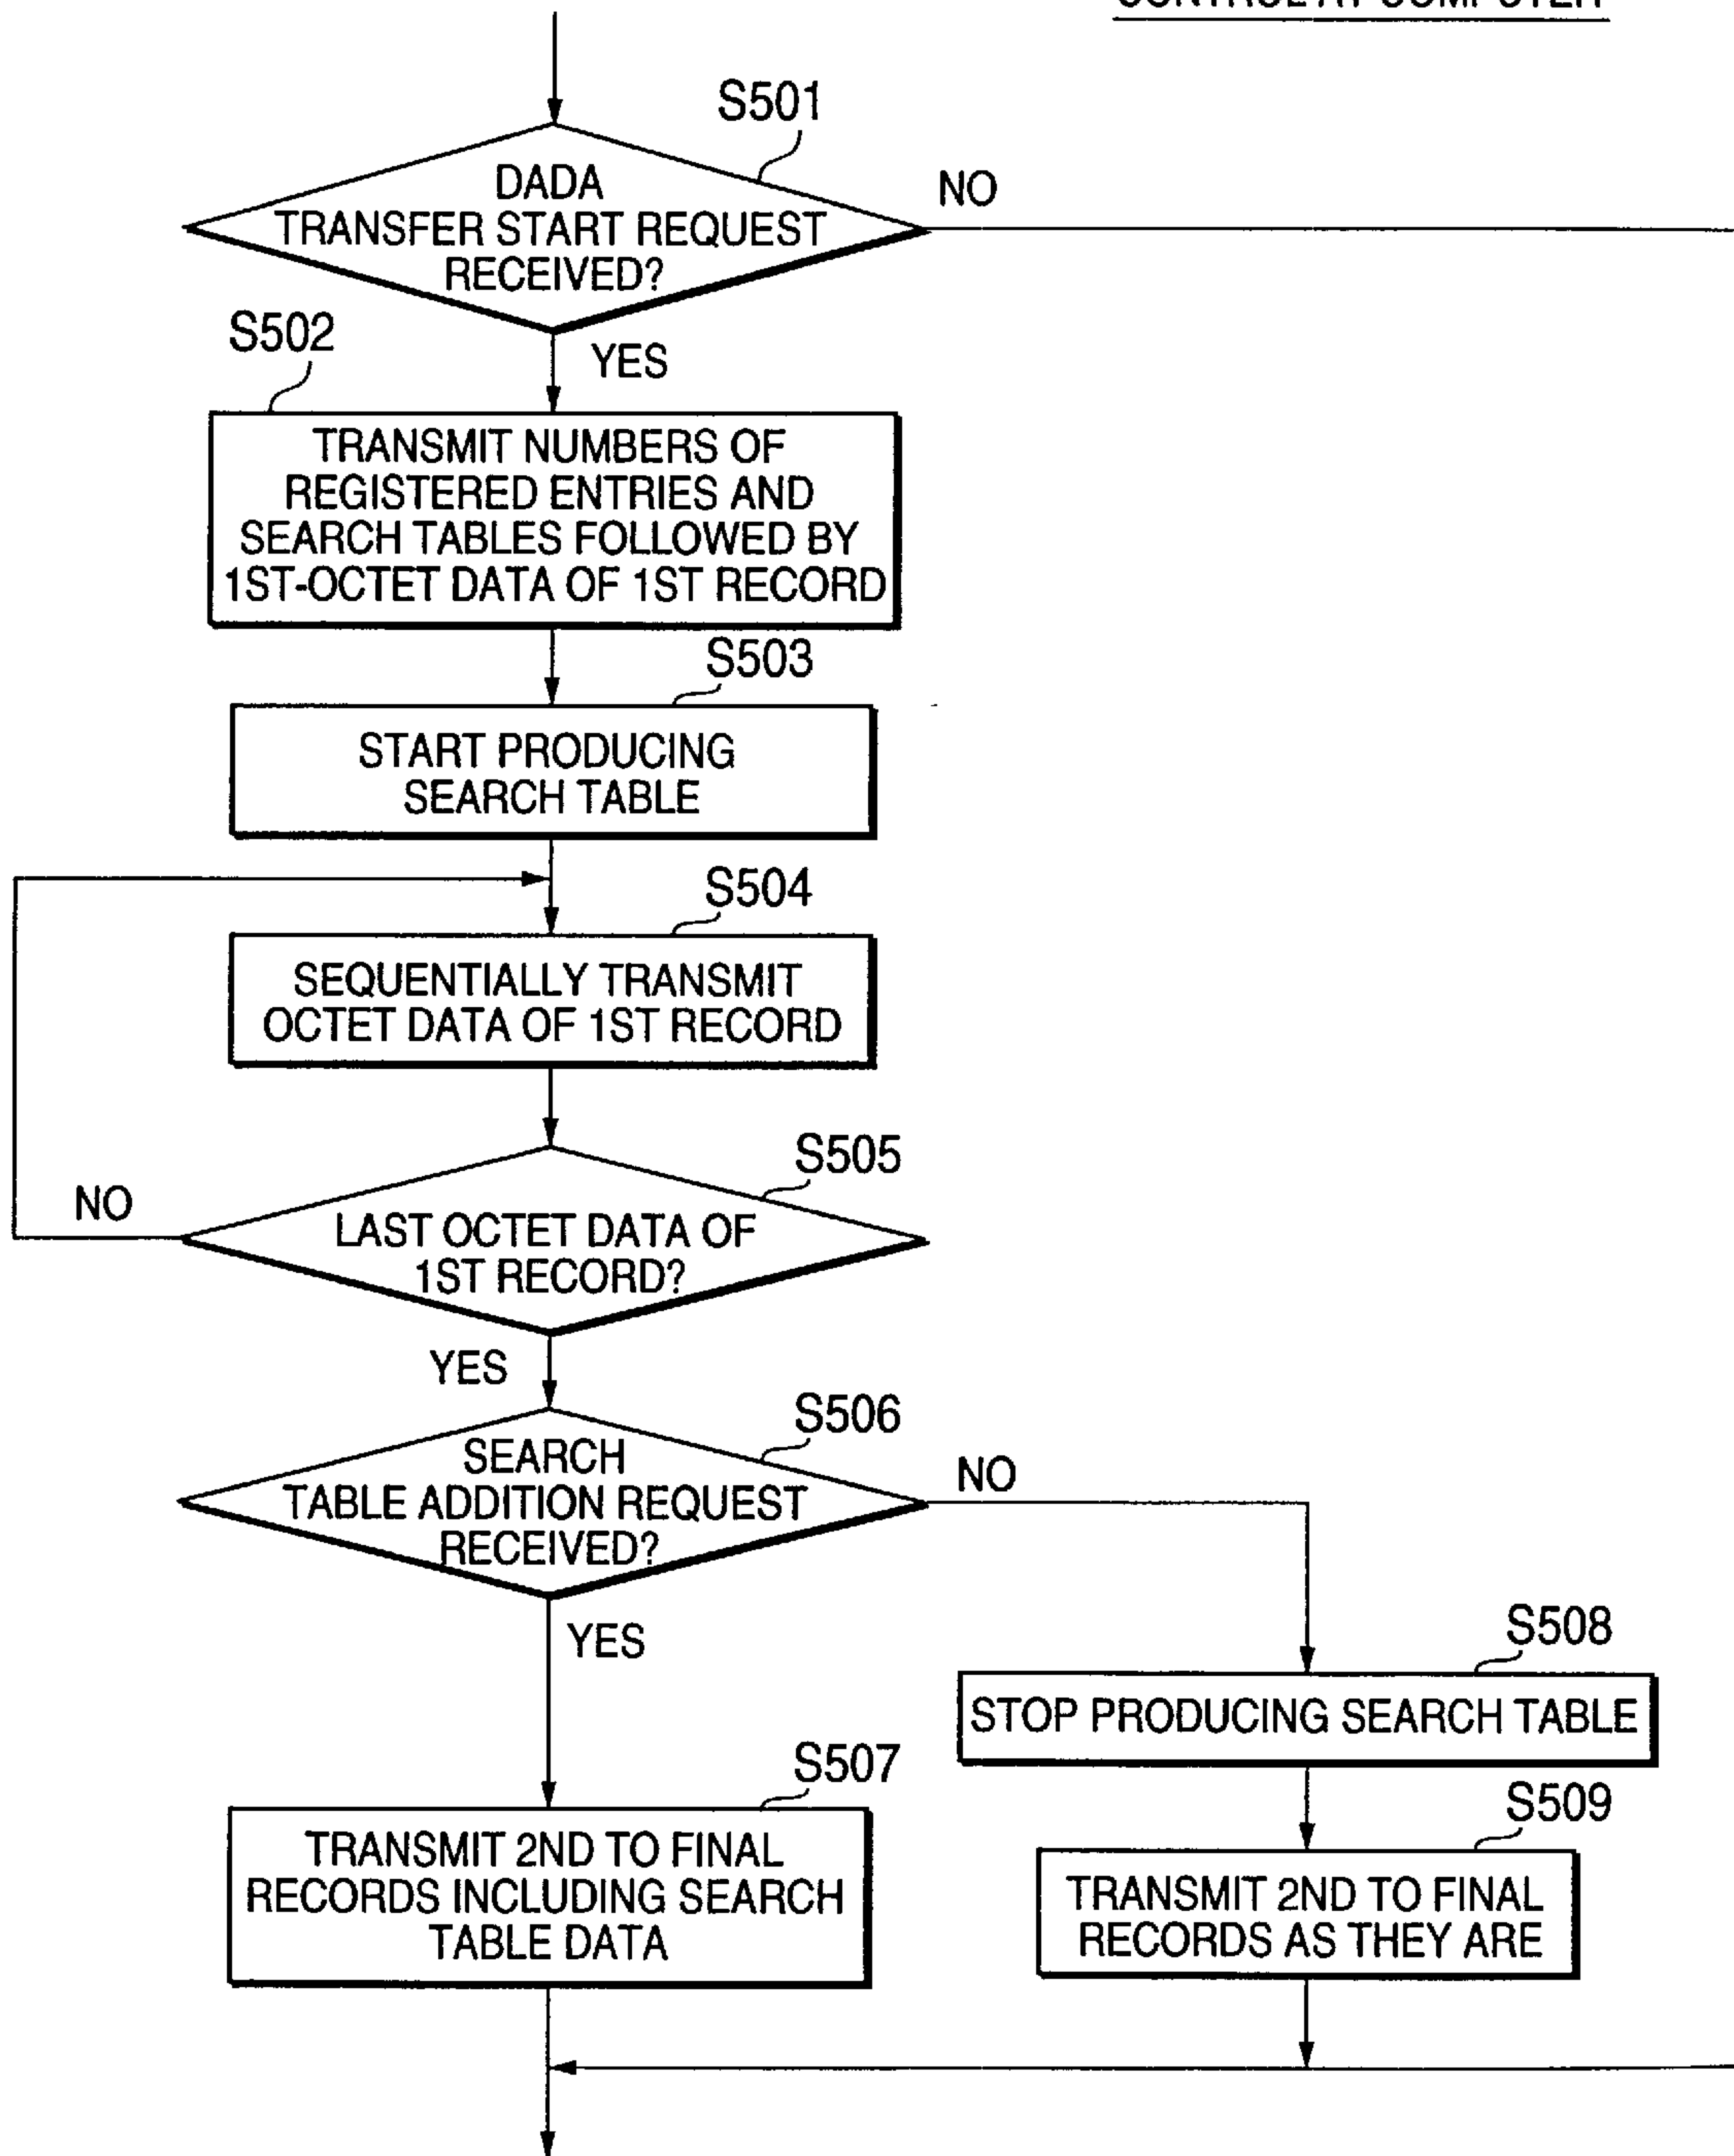 CONTROL AT COMPUTER
S501
DADA
TRANSFER START REQUEST
RECEIVED?
NO
S502
YES
TRANSMIT NUMBERS OF
REGISTERED ENTRIES AND
SEARCH TABLES FOLLOWED BY
1ST-OCTET DATA OF 1ST RECORD
S503
START PRODUCING
SEARCH TABLE
S504
SEQUENTIALLY TRANSMIT
OCTET DATA OF 1ST RECORD
S505
NO
LAST OCTET DATA OF
1ST RECORD?
YES
S506
SEARCH
TABLE ADDITION REQUEST
RECEIVED?
NO
YES
S508
STOP PRODUCING SEARCH TABLE
S507
TRANSMIT 2ND TO FINAL
RECORDS INCLUDING SEARCH
TABLE DATA
S509
TRANSMIT 2ND TO FINAL
RECORDS AS THEY ARE